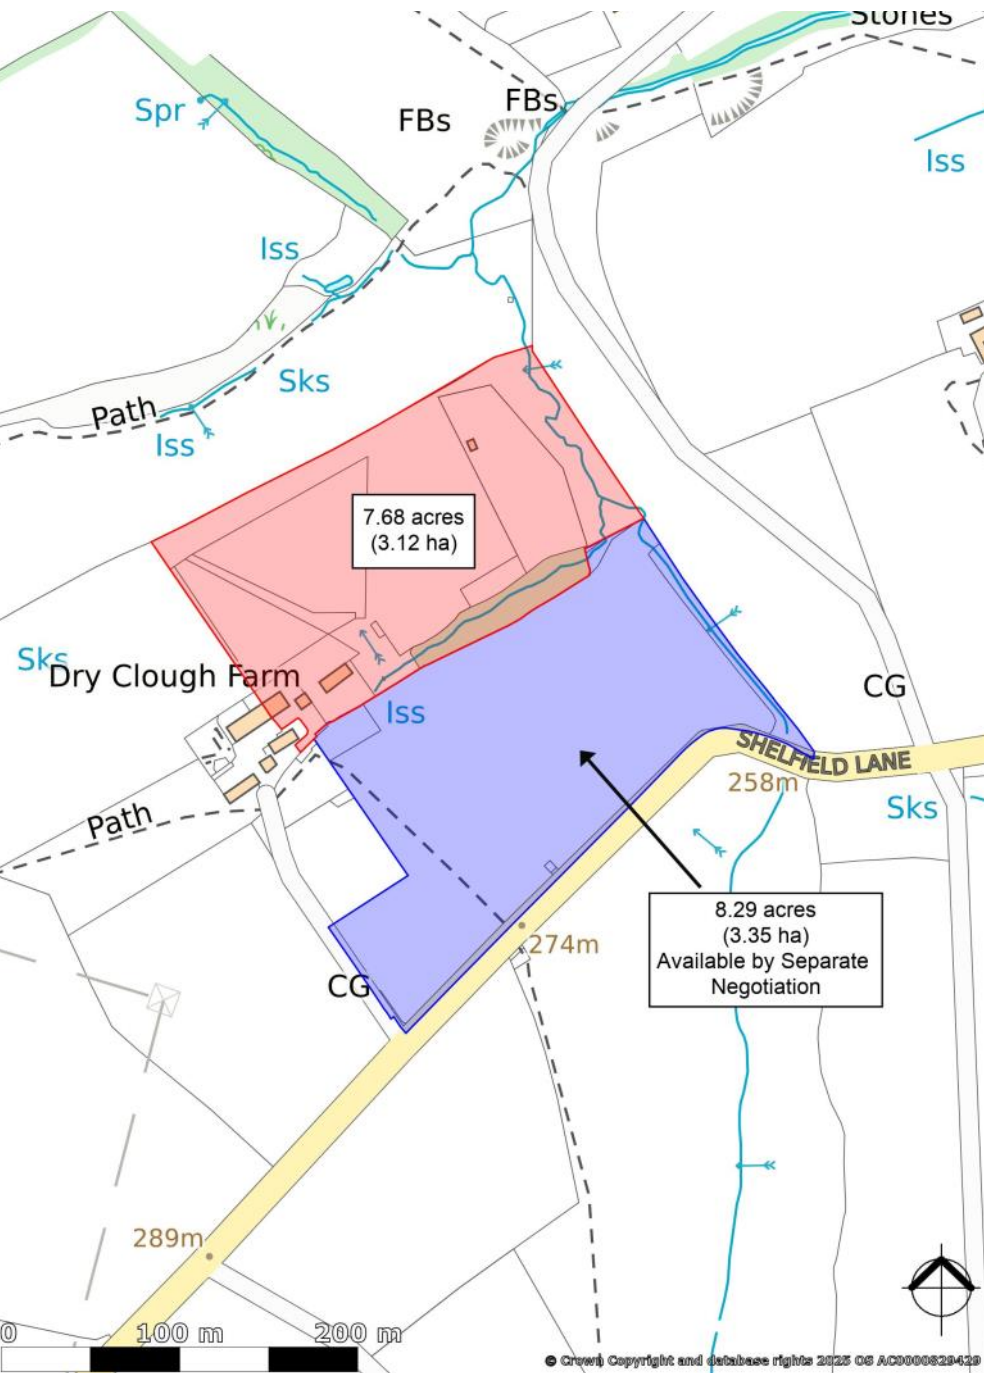 Stones
FBs
FBs
Spr
Iss
Iss
Sks
Path
Iss
7.68 acres
(3.12 ha)
Sks
Dry Clough Farm
CG
Iss
SHELFIELD LANE
258m
Path
Sks
8.29 acres
(3.35 ha)
Available by Separate
Negotiation
274m
CG
289m
0 100 m 200 m
© Crown Copyright and database rights 2025 OS AC0000829429